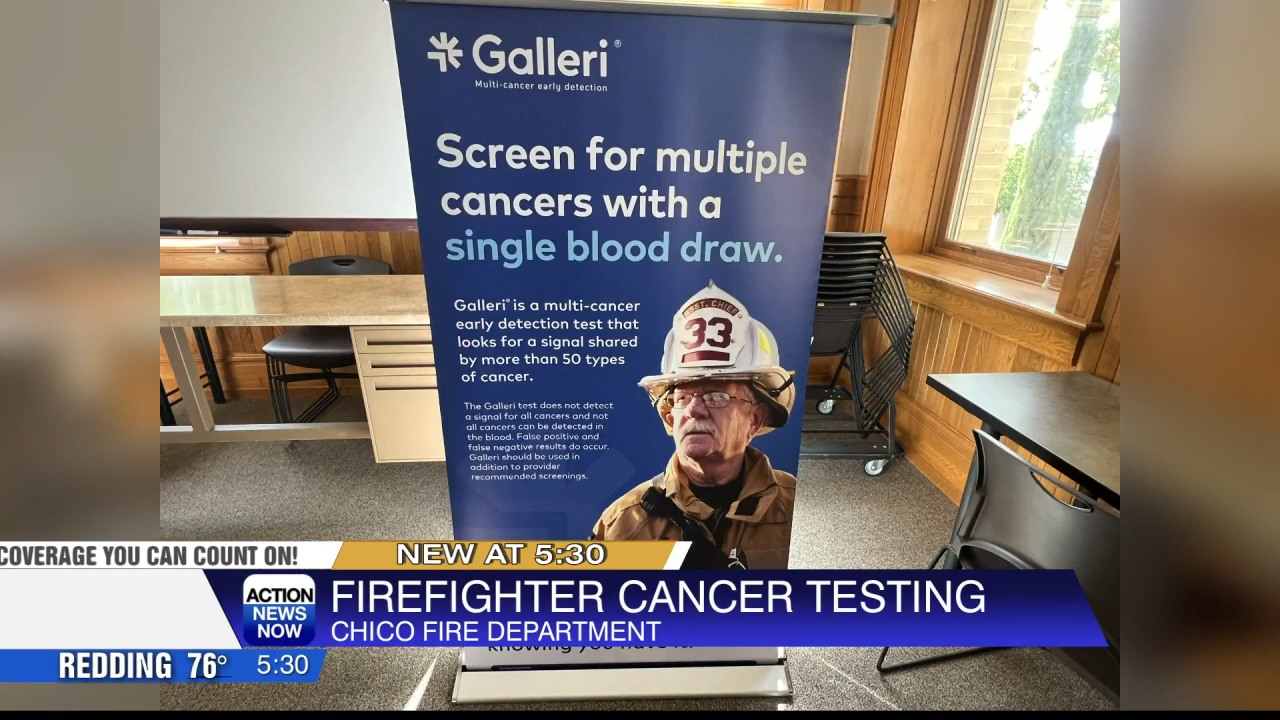 Galleri®
Multi-cancer early detection
Screen for multiple
cancers with a
single blood draw.
Galleri® is a multi-cancer
early detection test that
looks for a signal shared
by more than 50 types
of cancer.
The Galleri test does not detect
a signal for all cancers and not
all cancers can be detected in
the blood. False positive and
false negative results do occur.
Galleri should be used in
addition to provider
recommended screenings.
33
COVERAGE YOU CAN COUNT ON!
NEW AT 5:30
ACTION
NEWS
NOW
FIREFIGHTER CANCER TESTING
CHICO FIRE DEPARTMENT
REDDING 76° 5:30